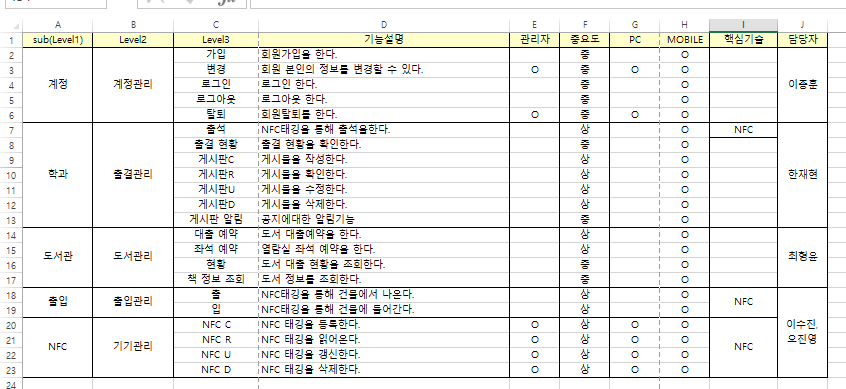 A B C D E F G H I J
1 sub(Level1) Level2 Level3 기능설명 관리자 중요도 PC MOBILE 핵심기술 담당자
2 가입 회원가입을 한다. 중 O
3 변경 회원 본인의 정보를 변경할 수 있다. O 중 O O
4 계정 계정관리 로그인 로그인 한다. 중 O 이종훈
5 로그아웃 로그아웃 한다. 중 O
6 탈퇴 회원탈퇴를 한다. O 중 O O
7 출석 NFC태깅을 통해 출석을한다. 상 O NFC
8 출결 현황 출결 현황을 확인한다. 중 O
9 게시판C 게시물을 작성한다. 상 O
10 학과 출결관리 게시판R 게시물을 확인한다. 상 O 한재현
11 게시판U 게시물을 수정한다. 상 O
12 게시판D 게시물을 삭제한다. 상 O
13 게시판 알림 공지에대한 알림기능 중 O
14 대출 예약 도서 대출예약을 한다. 상 O
15 도서관 도서관리 좌석 예약 열람실 좌석 예약을 한다. 상 O 최형윤
16 현황 도서 대출 현황을 조회한다. 중 O
17 책 정보 조회 도서 정보를 조회한다. 중 O
18 출입 출입관리 출 NFC태깅을 통해 건물에서 나온다. 상 O NFC
19 입 NFC태깅을 통해 건물에 들어간다. 상 O
20 NFC C NFC 태깅을 등록한다. O 상 O O 이수진,
21 NFC 기기관리 NFC R NFC 태깅을 읽어온다. O 상 O O NFC 오진영
22 NFC U NFC 태깅을 갱신한다. O 상 O O
23 NFC D NFC 태깅을 삭제한다. O 상 O O
24